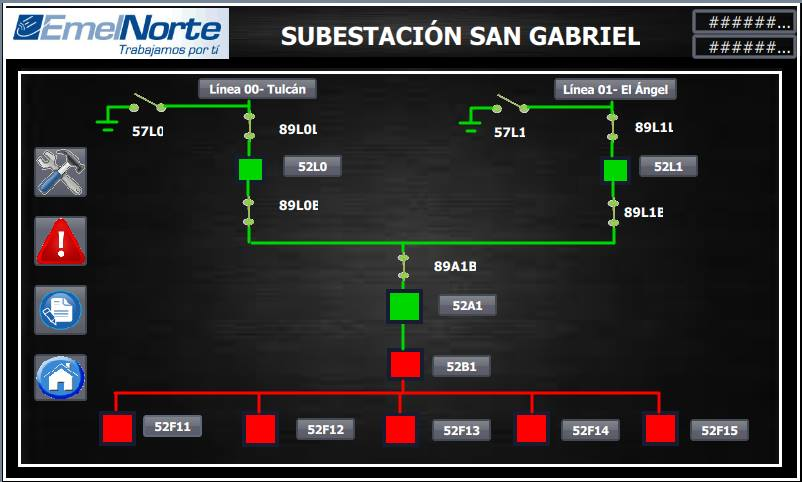 EmelNorte
Trabajamos por tí
SUBESTACIÓN SAN GABRIEL
######...
######...
Línea 00- Tulcán
Línea 01- El Ángel
57L0
89L0L
57L1
89L1L
52L0
52L1
89L0B
89L1B
89A1B
52A1
52B1
52F11
52F12
52F13
52F14
52F15